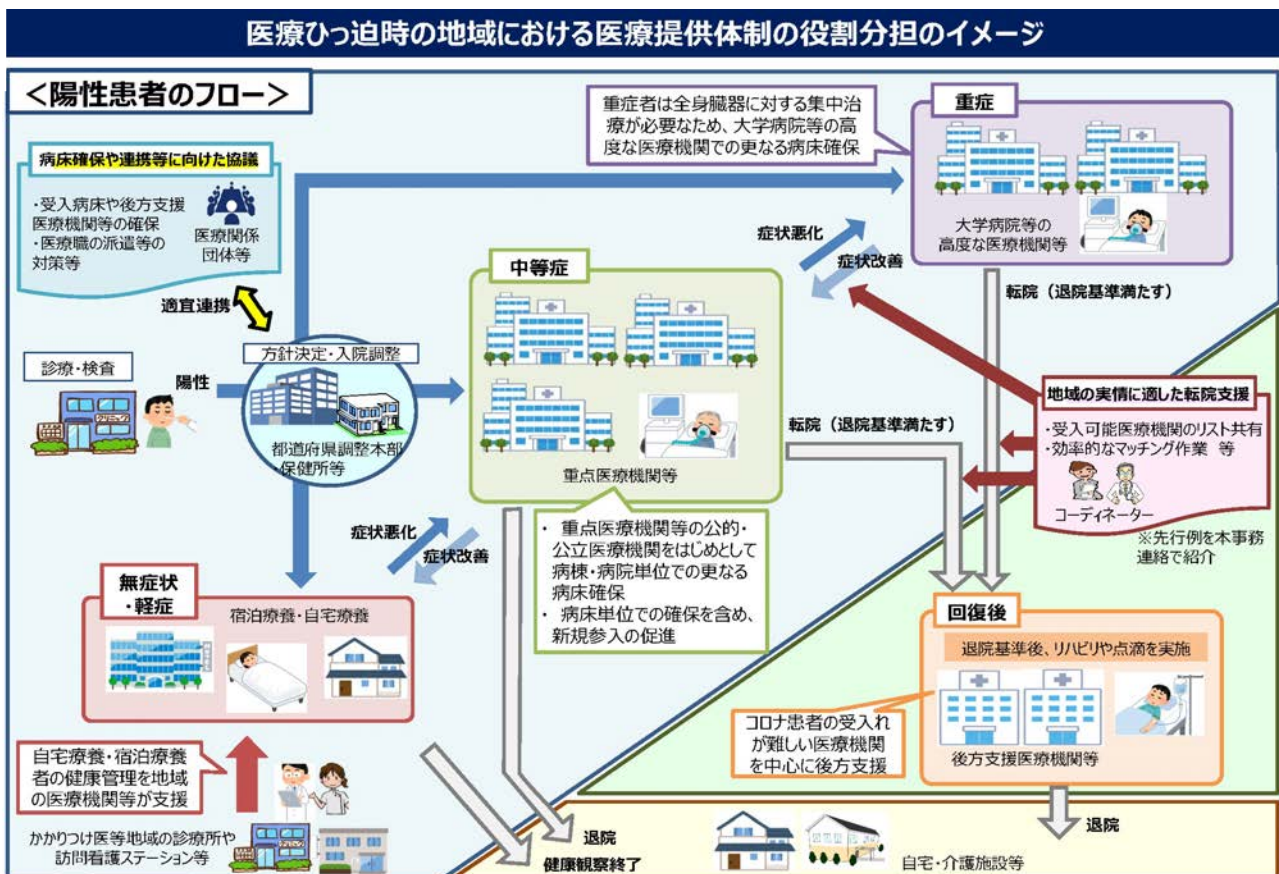 医療ひっ迫時の地域における医療提供体制の役割分担のイメージ
＜陽性患者のフロー＞
病床確保や連携等に向けた協議
・受入病床や後方支援
医療機関等の確保
・医療職の派遣等の
対策等
医療関係
団体等
適宜連携
診療・検査
陽性
方針決定・入院調整
都道府県調整本部
・保健所等
重症者は全身臓器に対する集中治
療が必要なため、大学病院等の高
度な医療機関での更なる病床確保
重症
大学病院等の
高度な医療機関等
症状悪化
症状改善
中等症
重点医療機関等
・ 重点医療機関等の公的・
公立医療機関をはじめとして
病棟・病院単位での更なる
病床確保
・ 病床単位での確保を含め、
新規参入の促進
転院（退院基準満たす）
転院（退院基準満たす）
地域の実情に適した転院支援
・受入可能医療機関のリスト共有
・効率的なマッチング作業 等
コーディネーター
※先行例を本事務
連絡で紹介
症状悪化
症状改善
無症状
・軽症
宿泊療養・自宅療養
自宅療養・宿泊療養
者の健康管理を地域
の医療機関等が支援
かかりつけ医等地域の診療所や
訪問看護ステーション等
回復後
退院基準後、リハビリや点滴を実施
後方支援医療機関等
コロナ患者の受入れ
が難しい医療機関
を中心に後方支援
退院
健康観察終了
退院
自宅・介護施設等